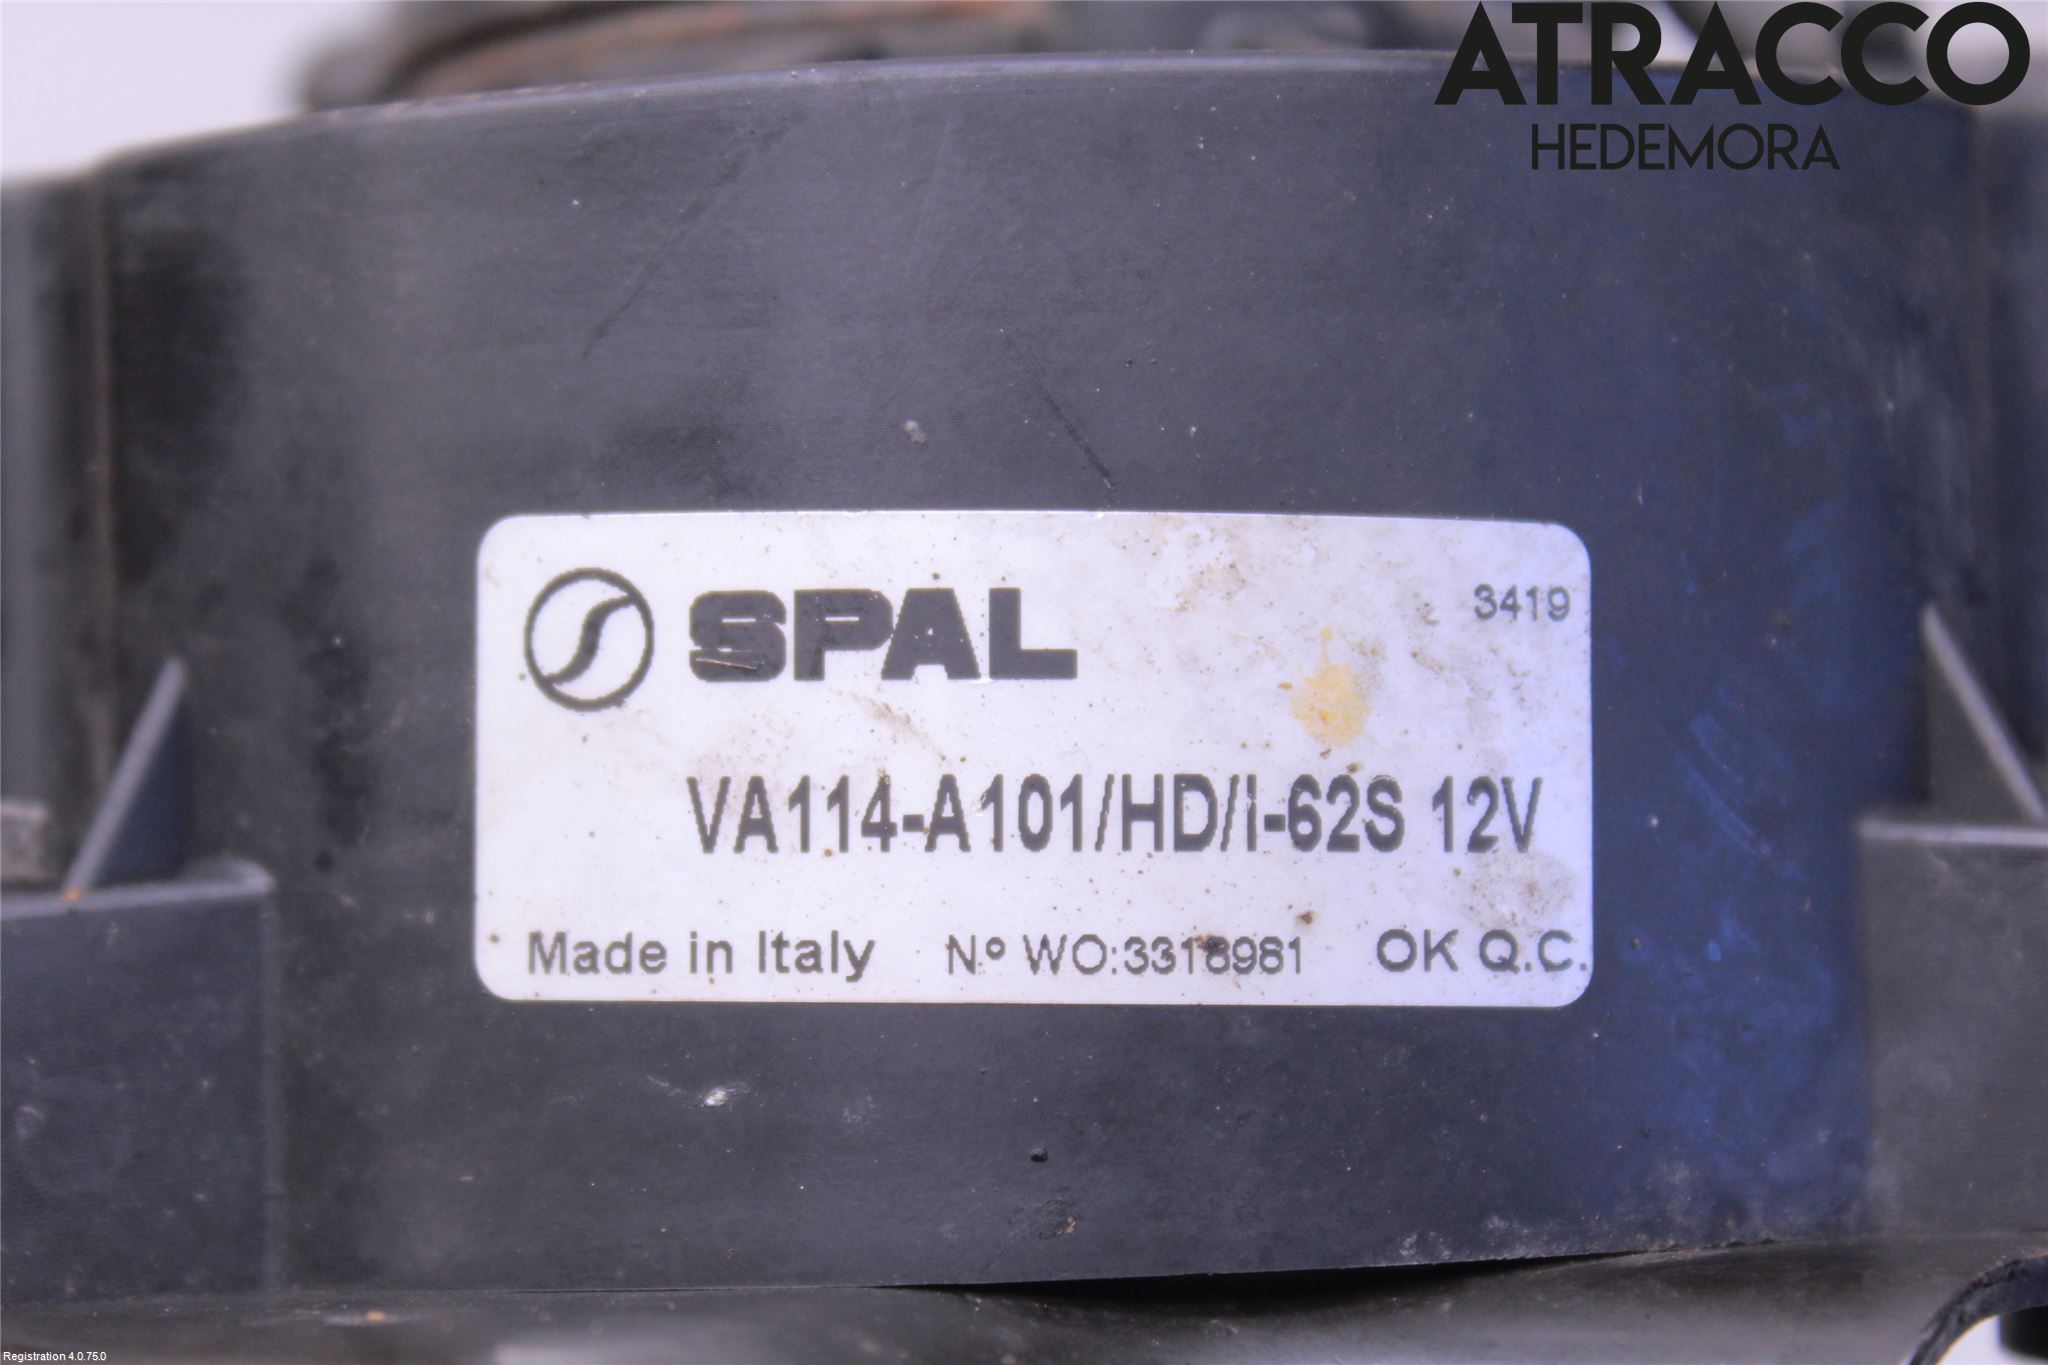 ATRACCO
HEDEMORA
SPAL
3419
VA114-A101/HD/I-62S 12V
Made in Italy N.º WO:3318981 OK Q.C.
Registration 4.0.75.0